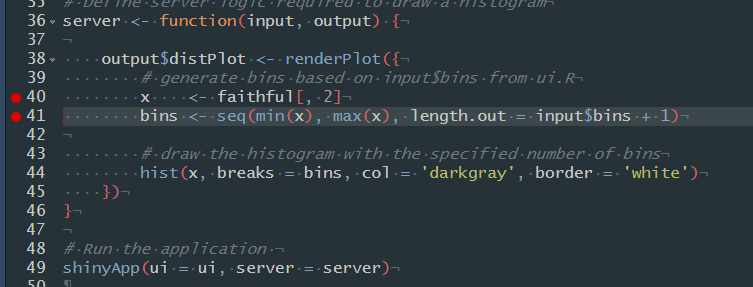 35 # Define server logic required to draw a histogram
36 server <- function(input, output) {
37
38     output$distPlot <- renderPlot({
39         # generate bins based on input$bins from ui.R
40         x    <- faithful[, 2]
41         bins <- seq(min(x), max(x), length.out = input$bins + 1)
42
43         # draw the histogram with the specified number of bins
44         hist(x, breaks = bins, col = 'darkgray', border = 'white')
45     })
46 }
47
48 # Run the application
49 shinyApp(ui = ui, server = server)
50